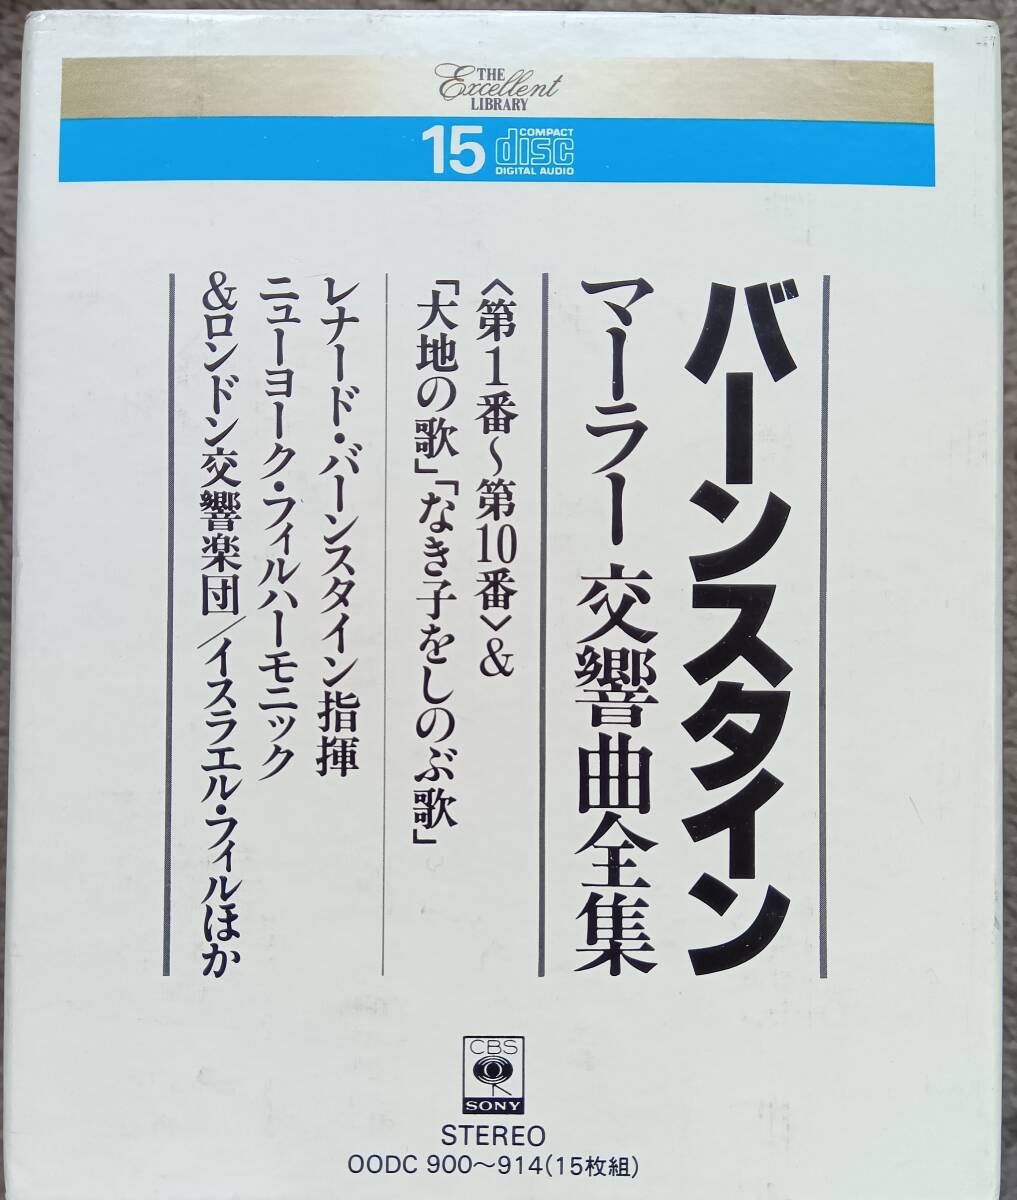 THE
Excellent
LIBRARY
15 COMPACT
disc
DIGITAL AUDIO
バーンスタイン
マーラー 交響曲全集
〈第1番～第10番〉&
「大地の歌」「なき子をしのぶ歌」
レナード・バーンスタイン指揮
ニューヨーク・フィルハーモニック
&ロンドン交響楽団/イスラエル・フィルほか
CBS
SONY
STEREO
OODC 900～914(15枚組)